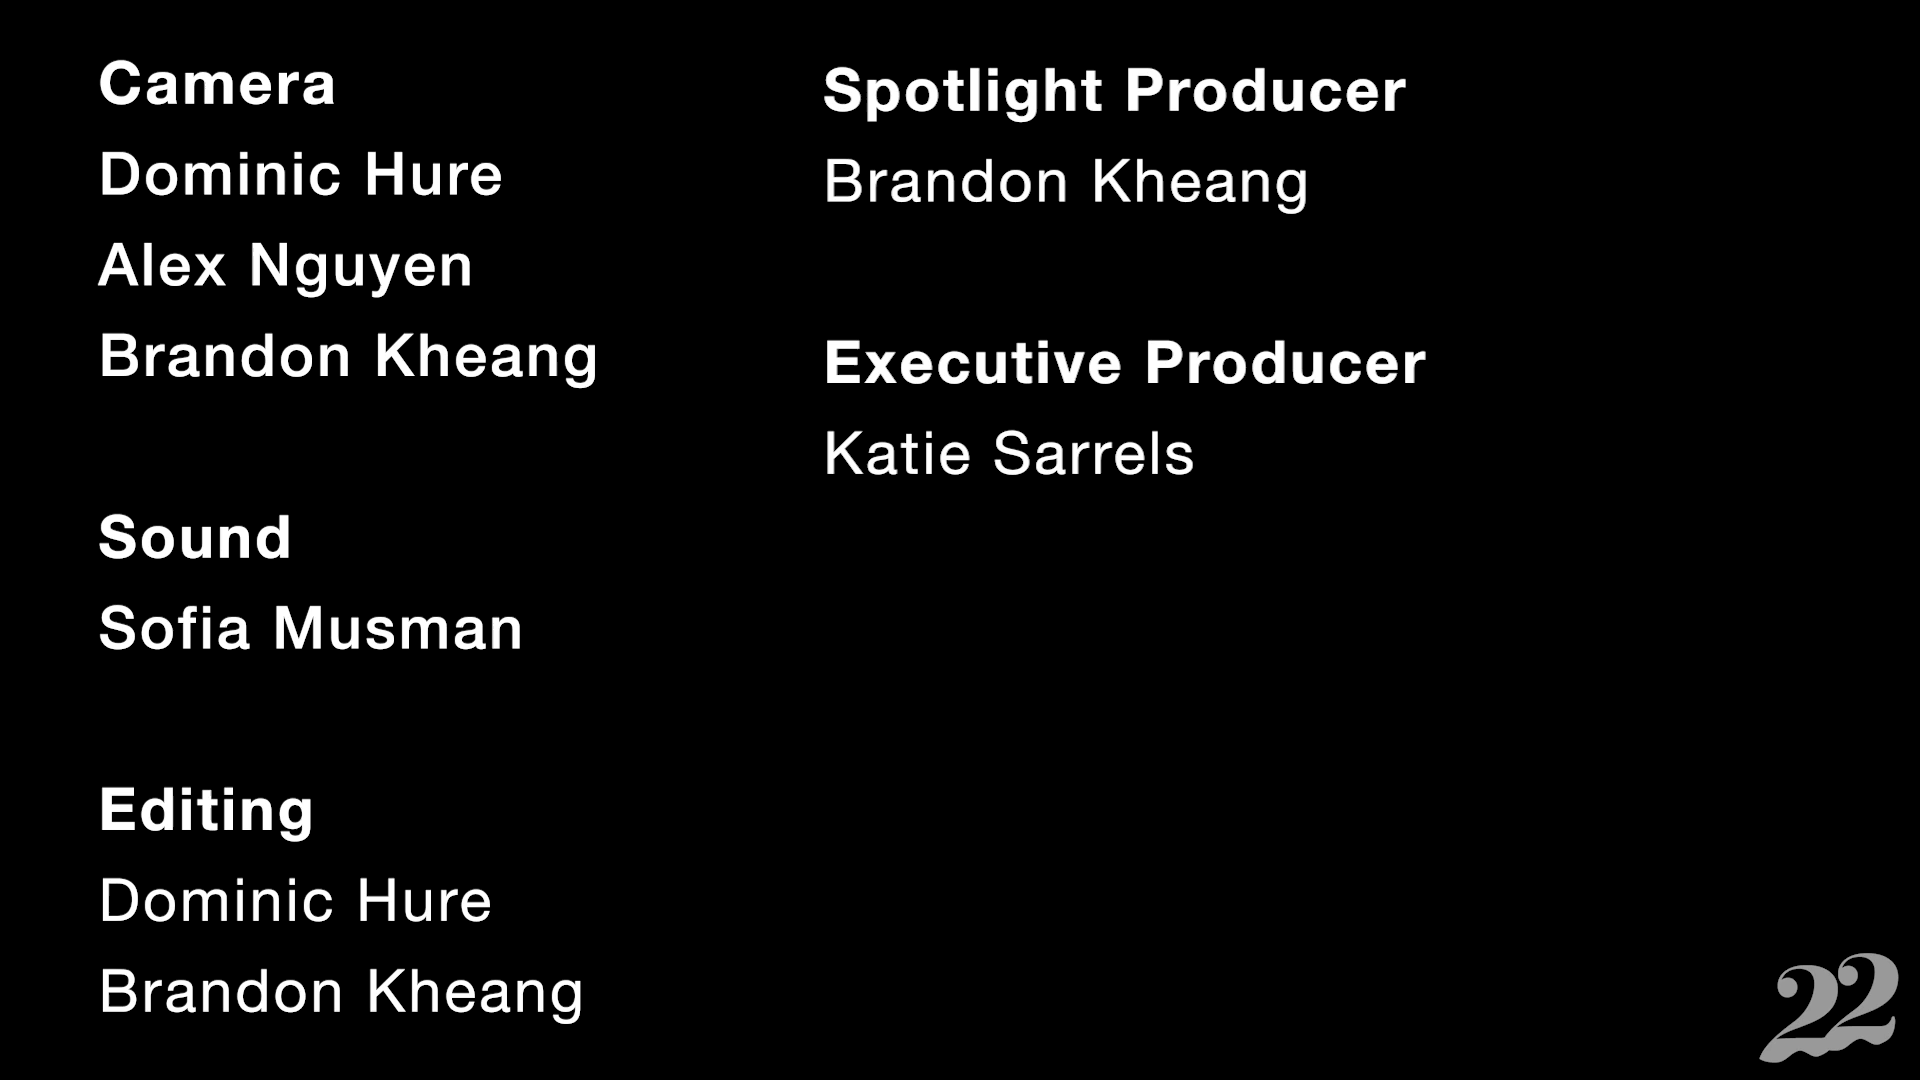 Camera
Dominic Hure
Alex Nguyen
Brandon Kheang
Sound
Sofia Musman
Editing
Dominic Hure
Brandon Kheang
Spotlight Producer
Brandon Kheang
Executive Producer
Katie Sarrels
22